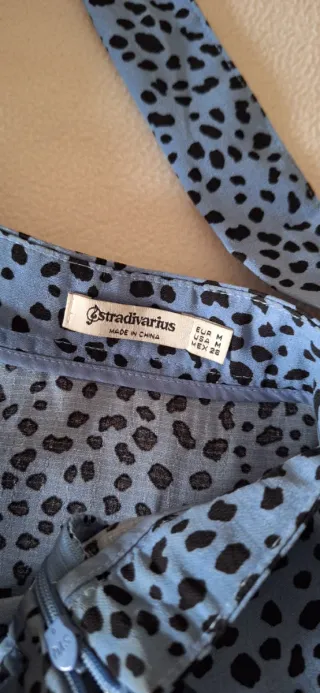 stradivarius
MADE IN CHINA
EUR M
USA M
MEX 28